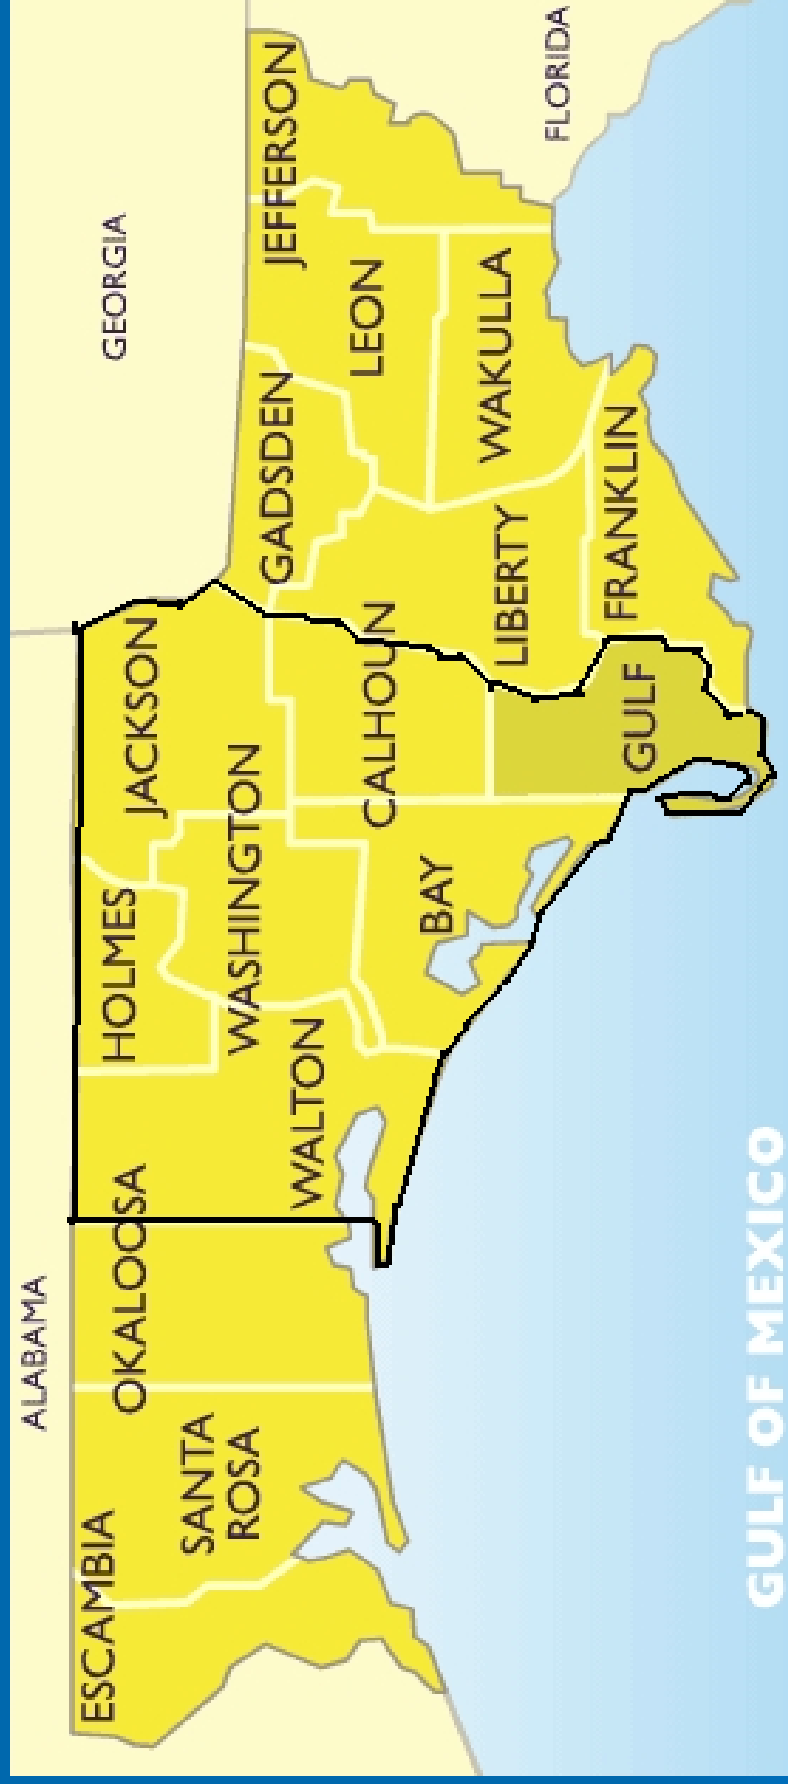 ALABAMA
GEORGIA
ESCAMBIA
SANTA
ROSA
OKALOOSA
WALTON
HOLMES
WASHINGTON
BAY
JACKSON
CALHOUN
GULF
GADSDEN
LIBERTY
FRANKLIN
LEON
WAKULLA
JEFFERSON
FLORIDA
GULF OF MEXICO